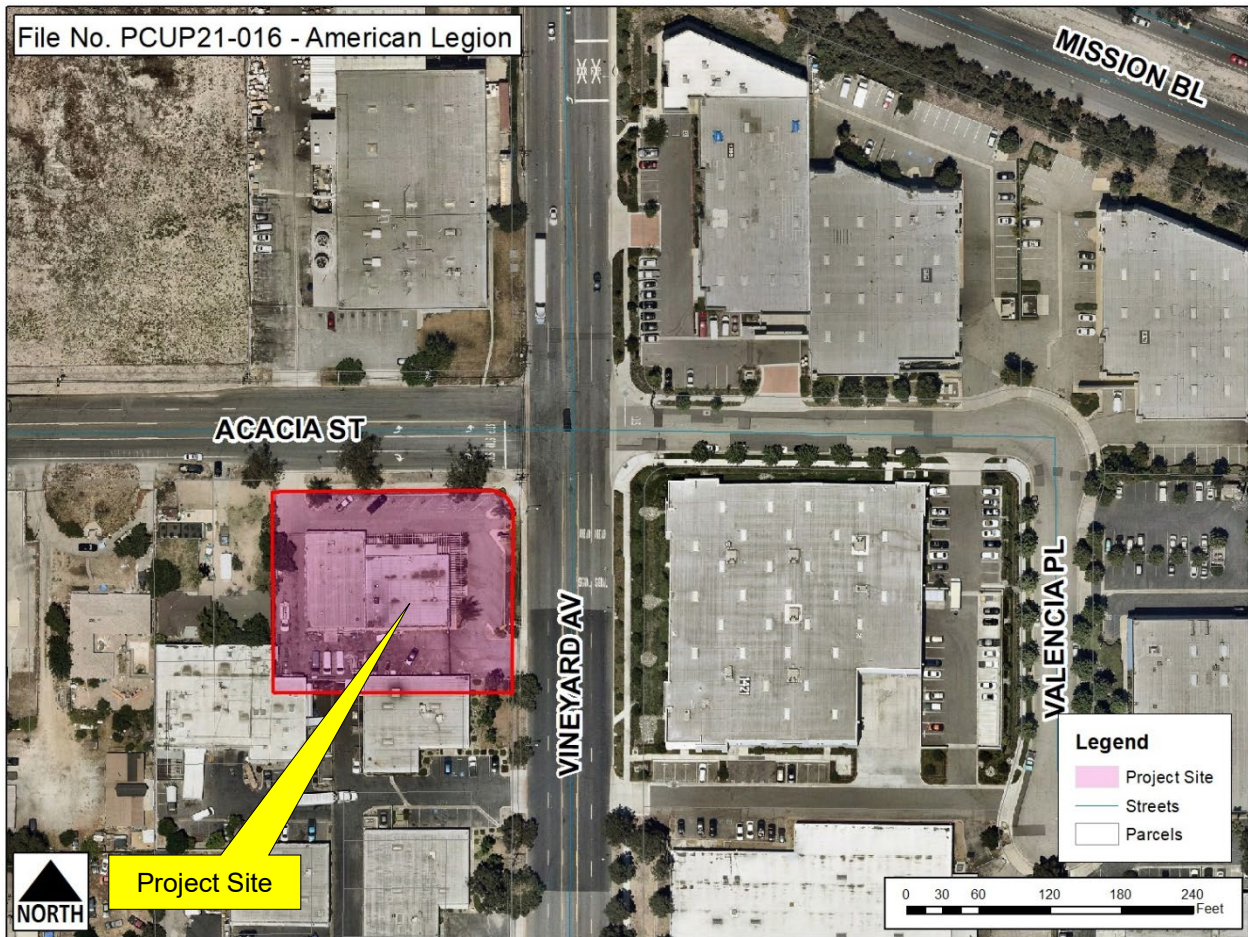 File No. PCUP21-016 - American Legion
MISSION BL
ACACIA ST
VINEYARD AV
VALENCIA PL
Project Site
NORTH
Legend
Project Site
Streets
Parcels
0 30 60 120 180 240
Feet